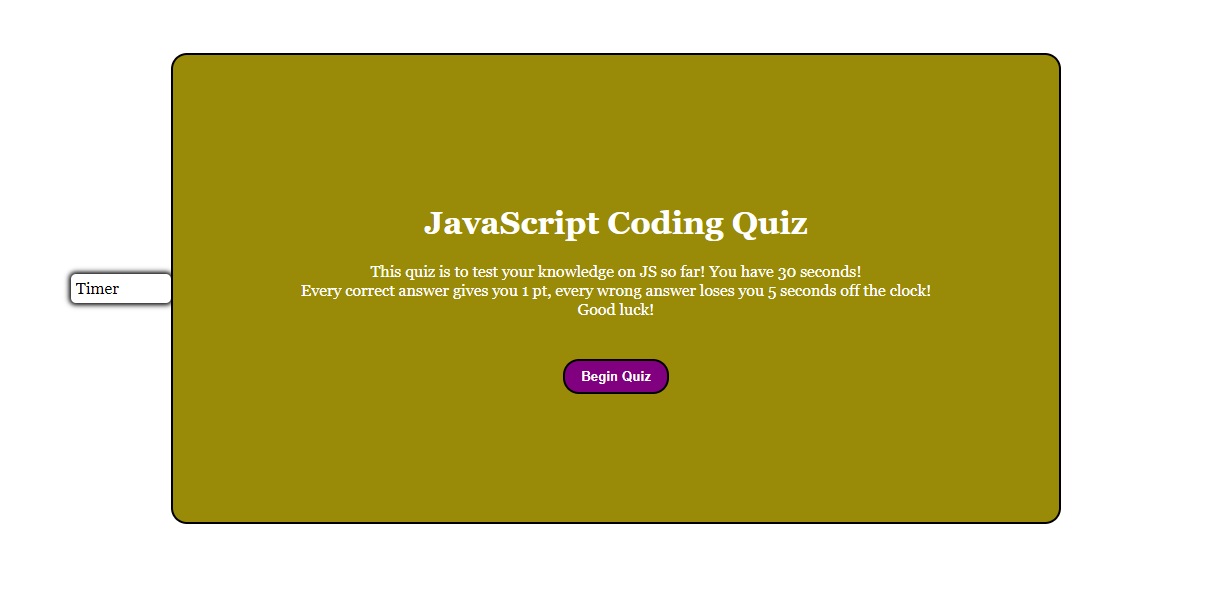 JavaScript Coding Quiz
This quiz is to test your knowledge on JS so far! You have 30 seconds!
Every correct answer gives you 1 pt, every wrong answer loses you 5 seconds off the clock!
Timer
Good luck!
Begin Quiz